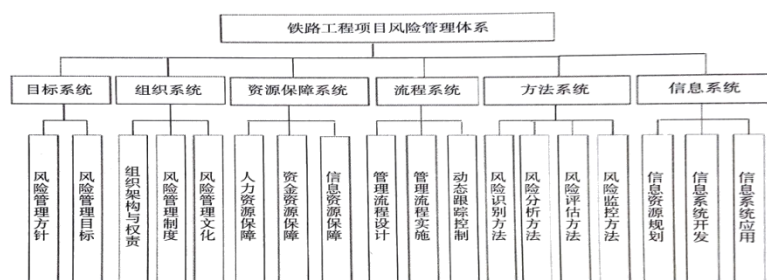 铁路工程项目风险管理体系
目标系统
组织系统
资源保障系统
流程系统
方法系统
信息系统
风险管理方针
风险管理目标
组织架构与权责
风险管理制度
风险管理文化
人力资源保障
资金资源保障
信息资源保障
管理流程设计
管理流程实施
动态跟踪控制
风险识别方法
风险分析方法
风险评估方法
风险监控方法
信息资源规划
信息系统开发
信息系统应用